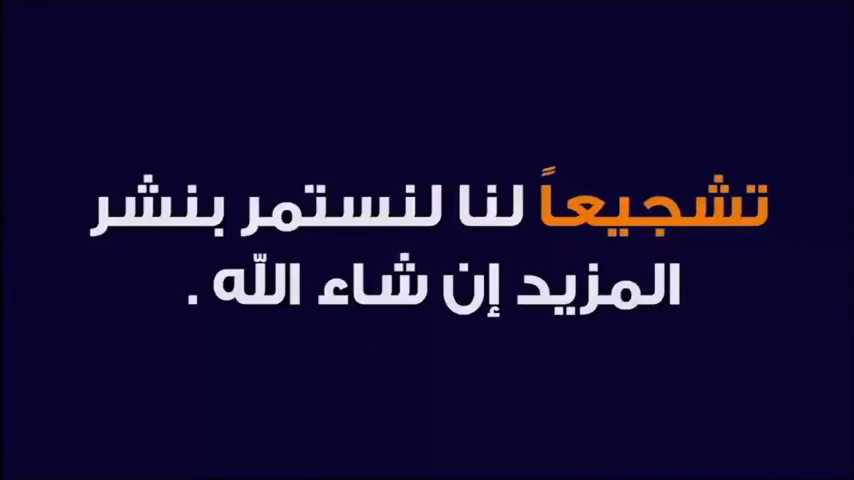 تشجيعاً لنا لنستمر بنشر
المزيد إن شاء الله .